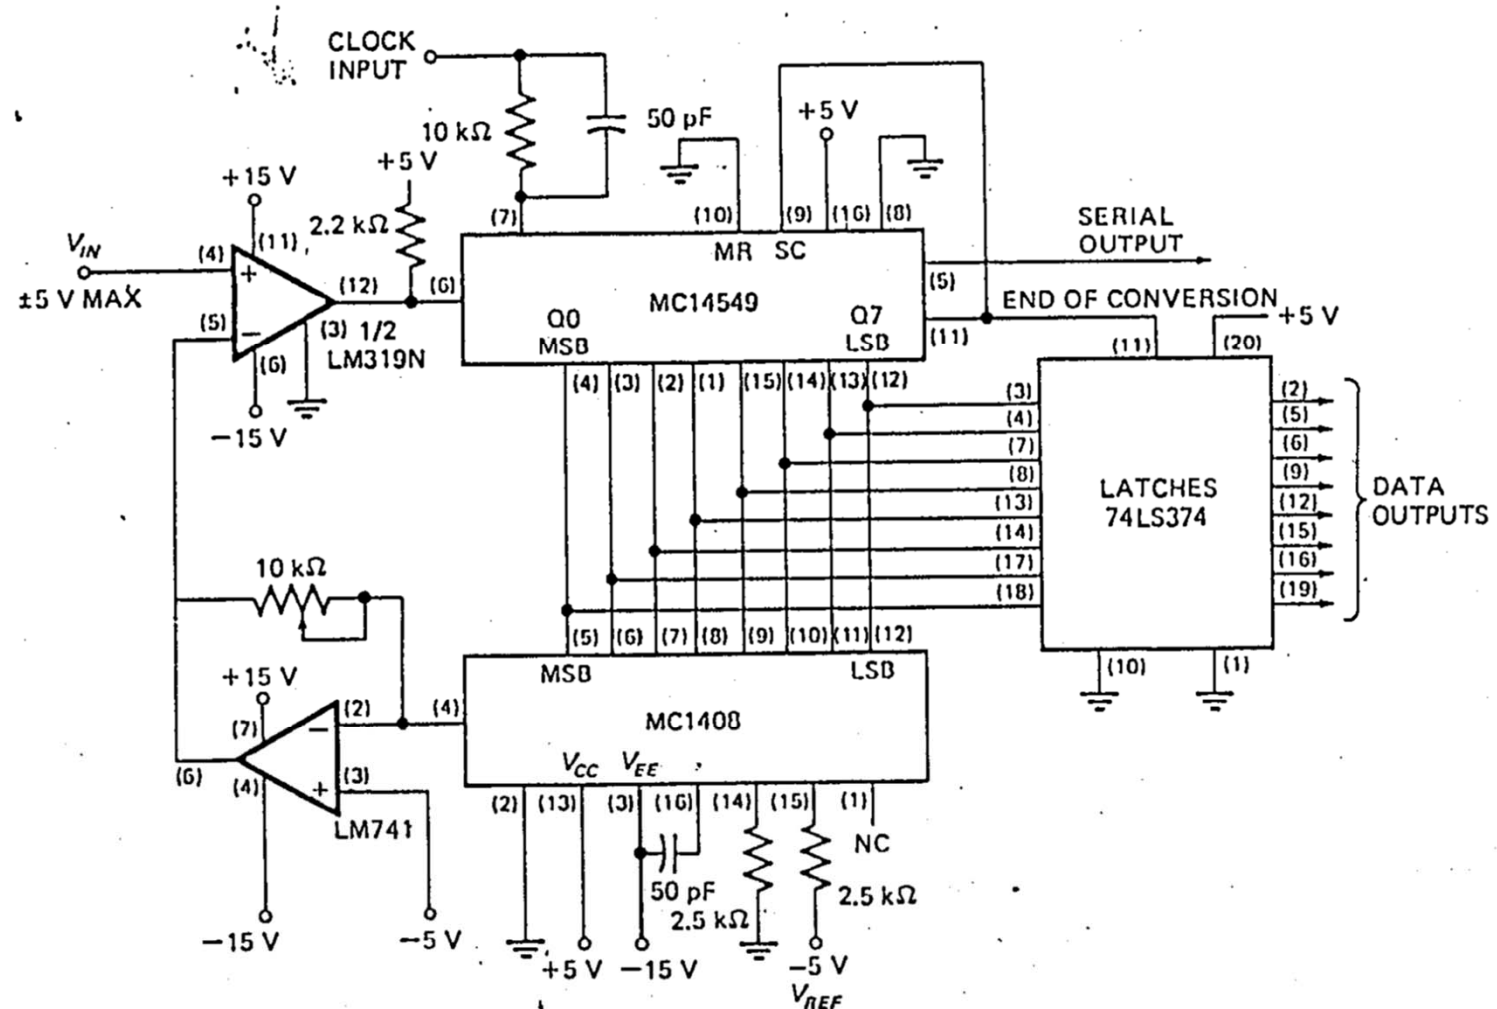 CLOCK
INPUT
10 kΩ
50 pF
+5 V
+5 V
+15 V
2.2 kΩ
(7)
(10)
(9)
(16)
(8)
SERIAL
OUTPUT
V_IN
±5 V MAX
(4)
(11)
+
(5)
−
(12)
(6)
(3) 1/2
LM319N
(6)
−15 V
MR
SC
MC14549
Q0
MSB
Q7
LSB
(5)
END OF CONVERSION
(11)
+5 V
(11)
(20)
(4)
(3)
(2)
(1)
(15)
(14)
(13)
(12)
(3)
(4)
(7)
(8)
(13)
(14)
(17)
(18)
LATCHES
74LS374
(2)
(5)
(6)
(9)
(12)
(15)
(16)
(19)
DATA
OUTPUTS
(10)
(1)
10 kΩ
(5)
(6)
(7)
(8)
(9)
(10)
(11)
(12)
MSB
LSB
MC1408
V_CC
V_EE
+15 V
(7)
(2)
−
(4)
(6)
(4)
(3)
+
LM741
−15 V
−5 V
(2)
(13)
(3)
(16)
(14)
(15)
(1)
NC
50 pF
2.5 kΩ
2.5 kΩ
+5 V
−15 V
−5 V
V_REF